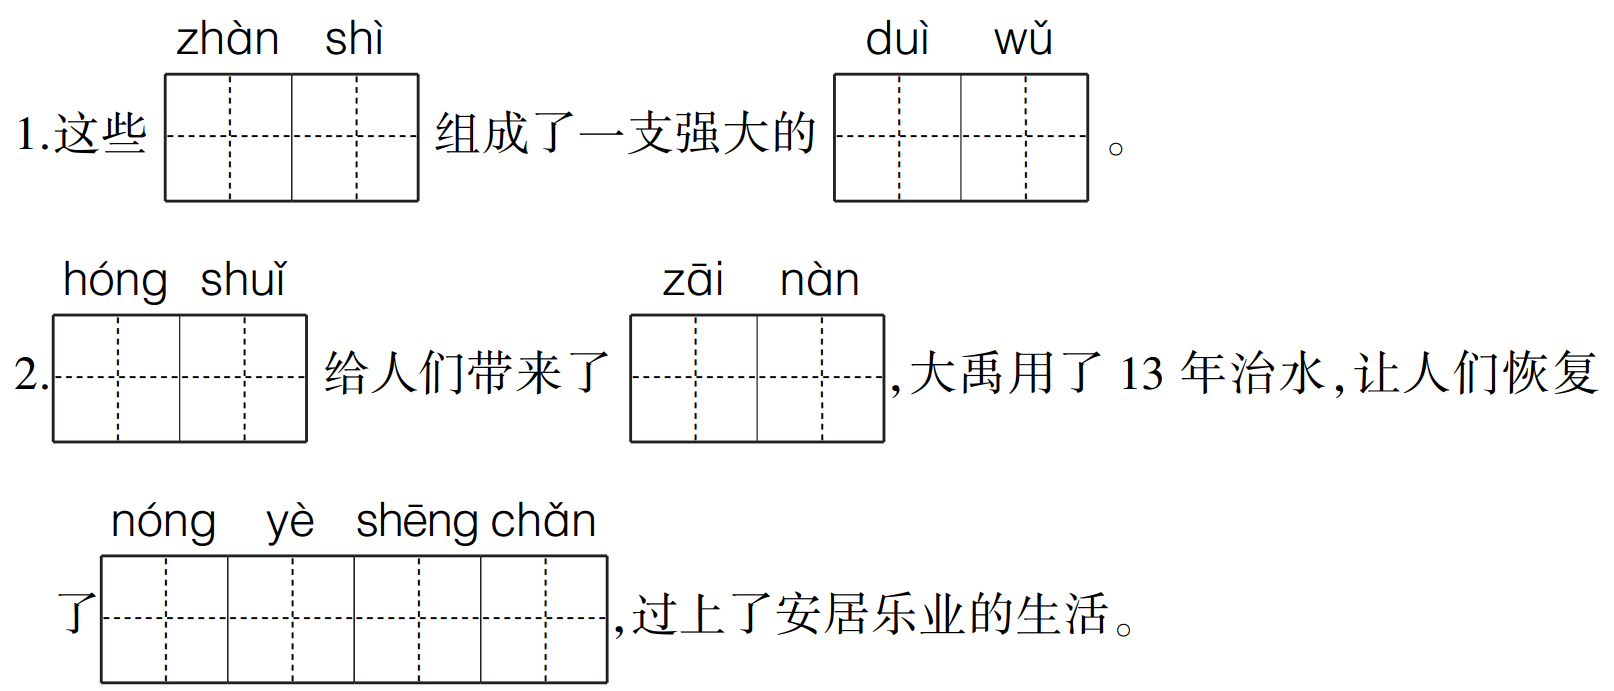 zhàn shì duì wǔ
1.这些 组成了一支强大的 。
hóng shuǐ zāi nàn
2. 给人们带来了 ,大禹用了 13 年治水,让人们恢复
nóng yè shēng chǎn
了 ,过上了安居乐业的生活。